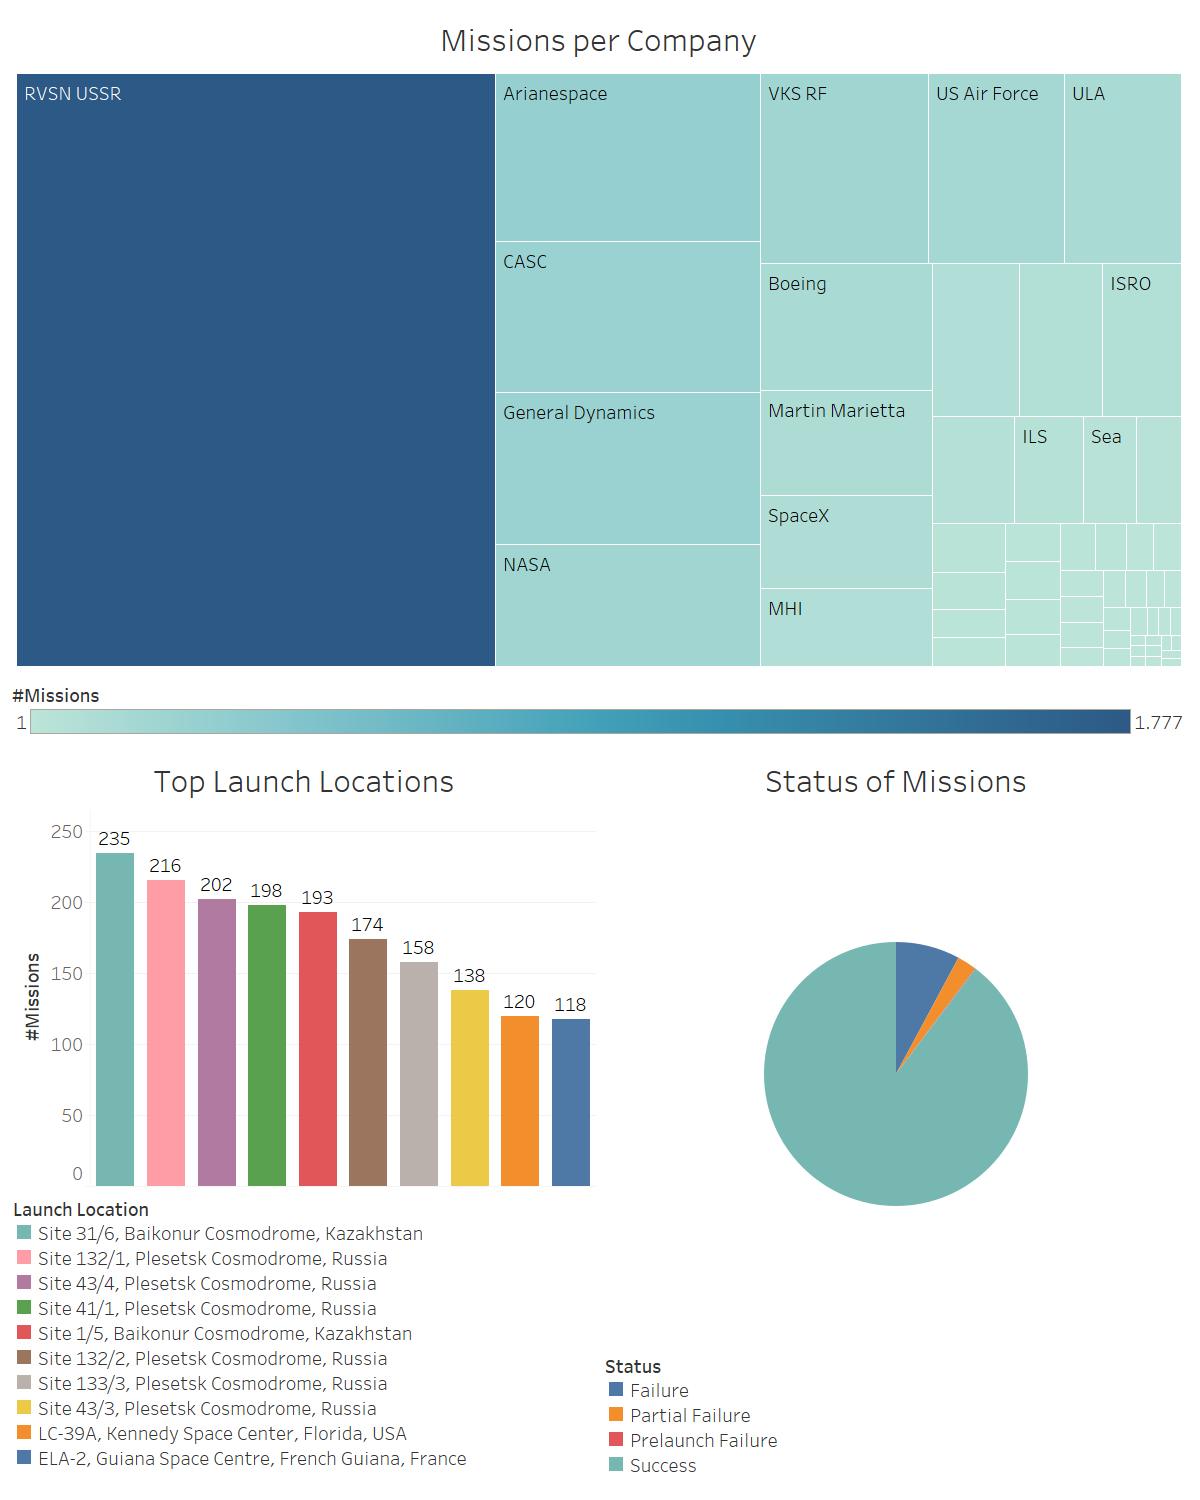 Missions per Company
RVSN USSR
Arianespace
VKS RF
US Air Force
ULA
CASC
Boeing
ISRO
General Dynamics
Martin Marietta
ILS
Sea
SpaceX
NASA
MHI
#Missions
1
1.777
Top Launch Locations
Status of Missions
250
200
150
100
50
0
#Missions
235
216
202
198
193
174
158
138
120
118
Launch Location
Site 31/6, Baikonur Cosmodrome, Kazakhstan
Site 132/1, Plesetsk Cosmodrome, Russia
Site 43/4, Plesetsk Cosmodrome, Russia
Site 41/1, Plesetsk Cosmodrome, Russia
Site 1/5, Baikonur Cosmodrome, Kazakhstan
Site 132/2, Plesetsk Cosmodrome, Russia
Site 133/3, Plesetsk Cosmodrome, Russia
Site 43/3, Plesetsk Cosmodrome, Russia
LC-39A, Kennedy Space Center, Florida, USA
ELA-2, Guiana Space Centre, French Guiana, France
Status
Failure
Partial Failure
Prelaunch Failure
Success